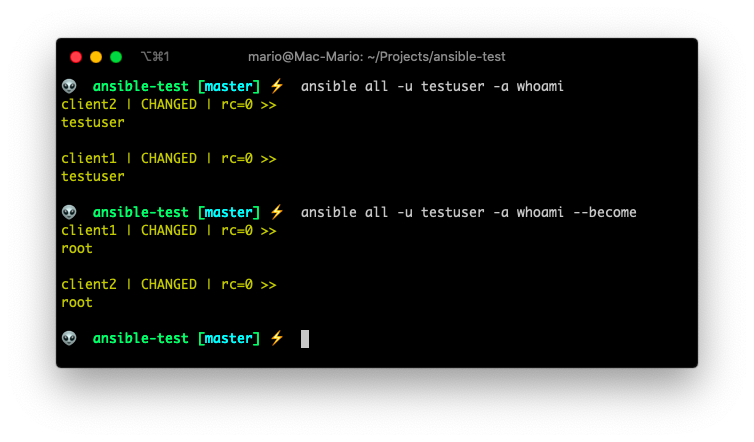 ⌥⌘1 mario@Mac-Mario: ~/Projects/ansible-test
👽 ansible-test [master] ⚡ ansible all -u testuser -a whoami
client2 | CHANGED | rc=0 >>
testuser
client1 | CHANGED | rc=0 >>
testuser
👽 ansible-test [master] ⚡ ansible all -u testuser -a whoami --become
client1 | CHANGED | rc=0 >>
root
client2 | CHANGED | rc=0 >>
root
👽 ansible-test [master] ⚡